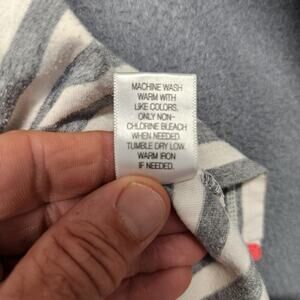 MACHINE WASH
WARM WITH
LIKE COLORS,
ONLY NON-
CHLORINE BLEACH
WHEN NEEDED.
TUMBLE DRY LOW.
WARM IRON
IF NEEDED.